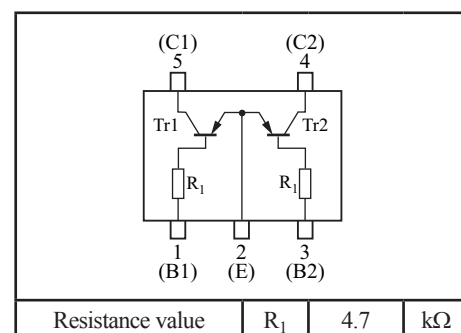 (C1) (C2)
5 4
Tr1 Tr2
R1 R1
1 2 3
(B1) (E) (B2)
Resistance value R1 4.7 kΩ